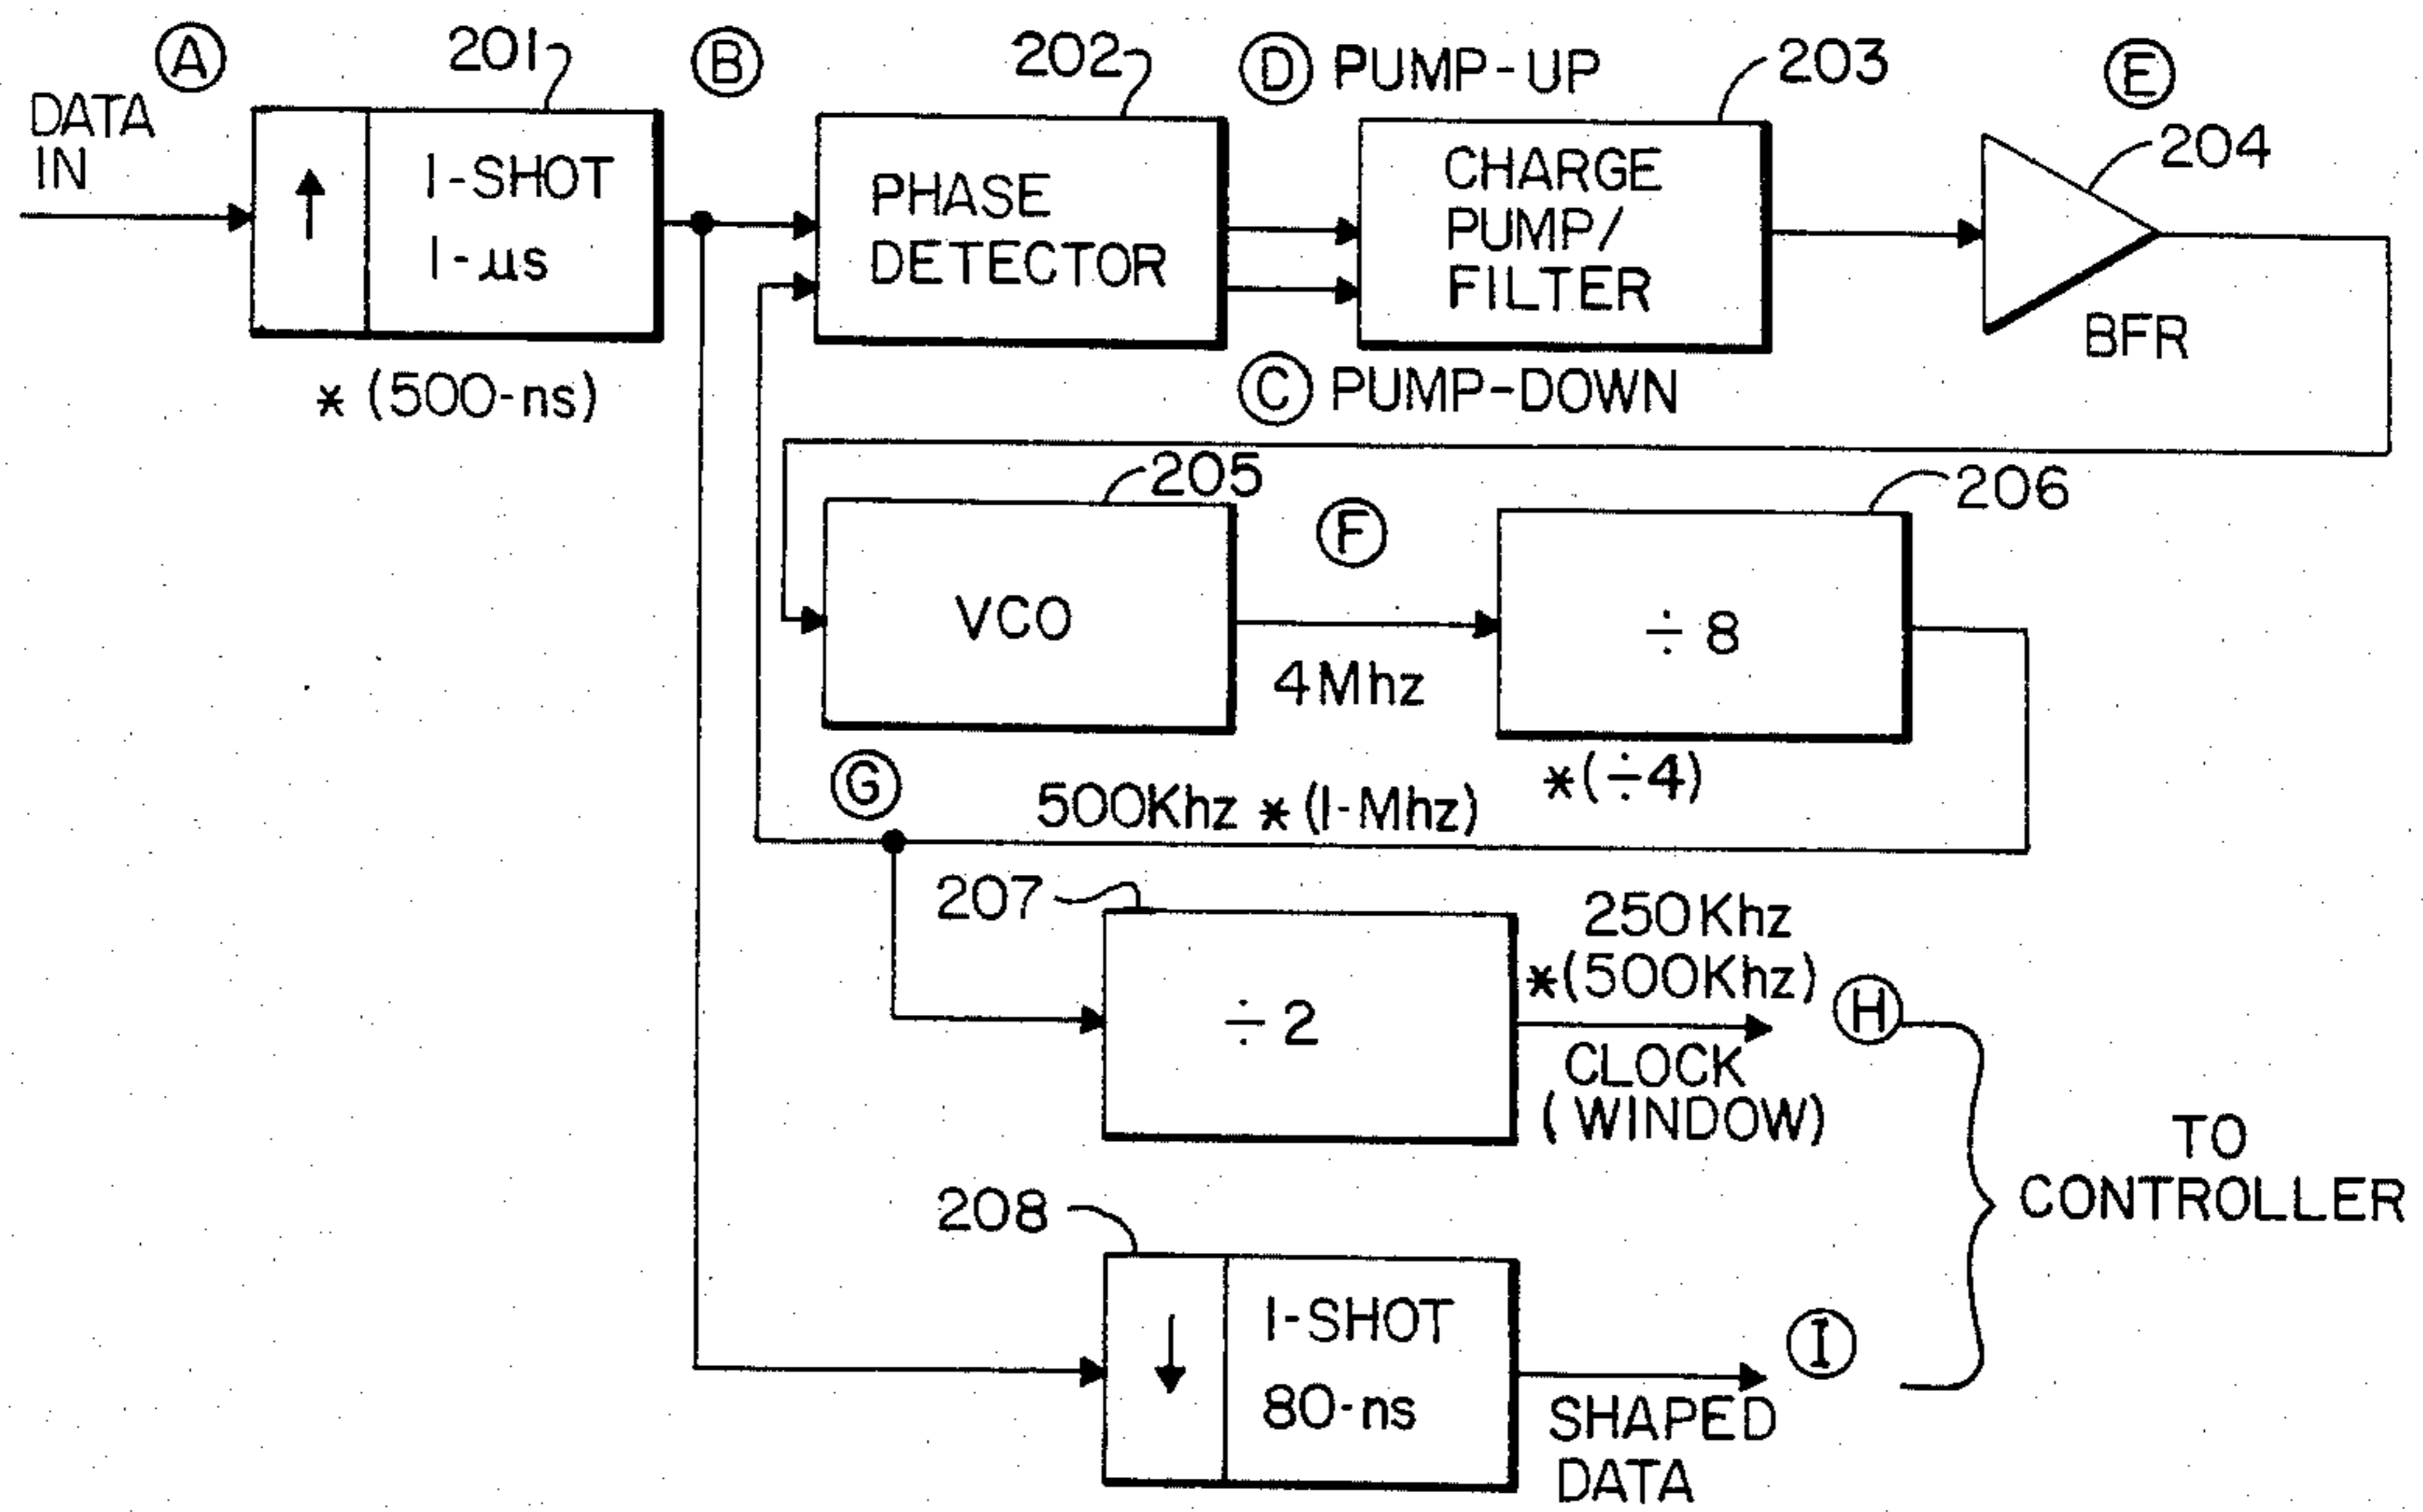 A
DATA
IN
201
↑
1-SHOT
1-μs
* (500-ns)
B
202
PHASE
DETECTOR
D PUMP-UP
C PUMP-DOWN
203
CHARGE
PUMP/
FILTER
E
204
BFR
205
VCO
F
4Mhz
206
÷ 8
*(÷4)
G
500Khz * (1-Mhz)
207
÷ 2
250Khz
*(500Khz)
H
CLOCK
(WINDOW)
208
↓
1-SHOT
80-ns
I
SHAPED
DATA
TO
CONTROLLER